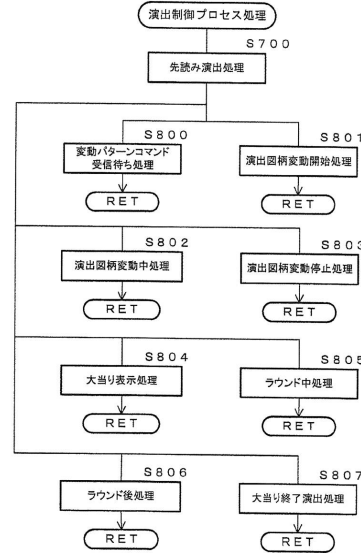 演出制御プロセス処理
S700
先読み演出処理
S800
変動パターンコマンド
受信待ち処理
RET
S801
演出図柄変動開始処理
RET
S802
演出図柄変動中処理
RET
S803
演出図柄変動停止処理
RET
S804
大当り表示処理
RET
S805
ラウンド中処理
RET
S806
ラウンド後処理
RET
S807
大当り終了演出処理
RET